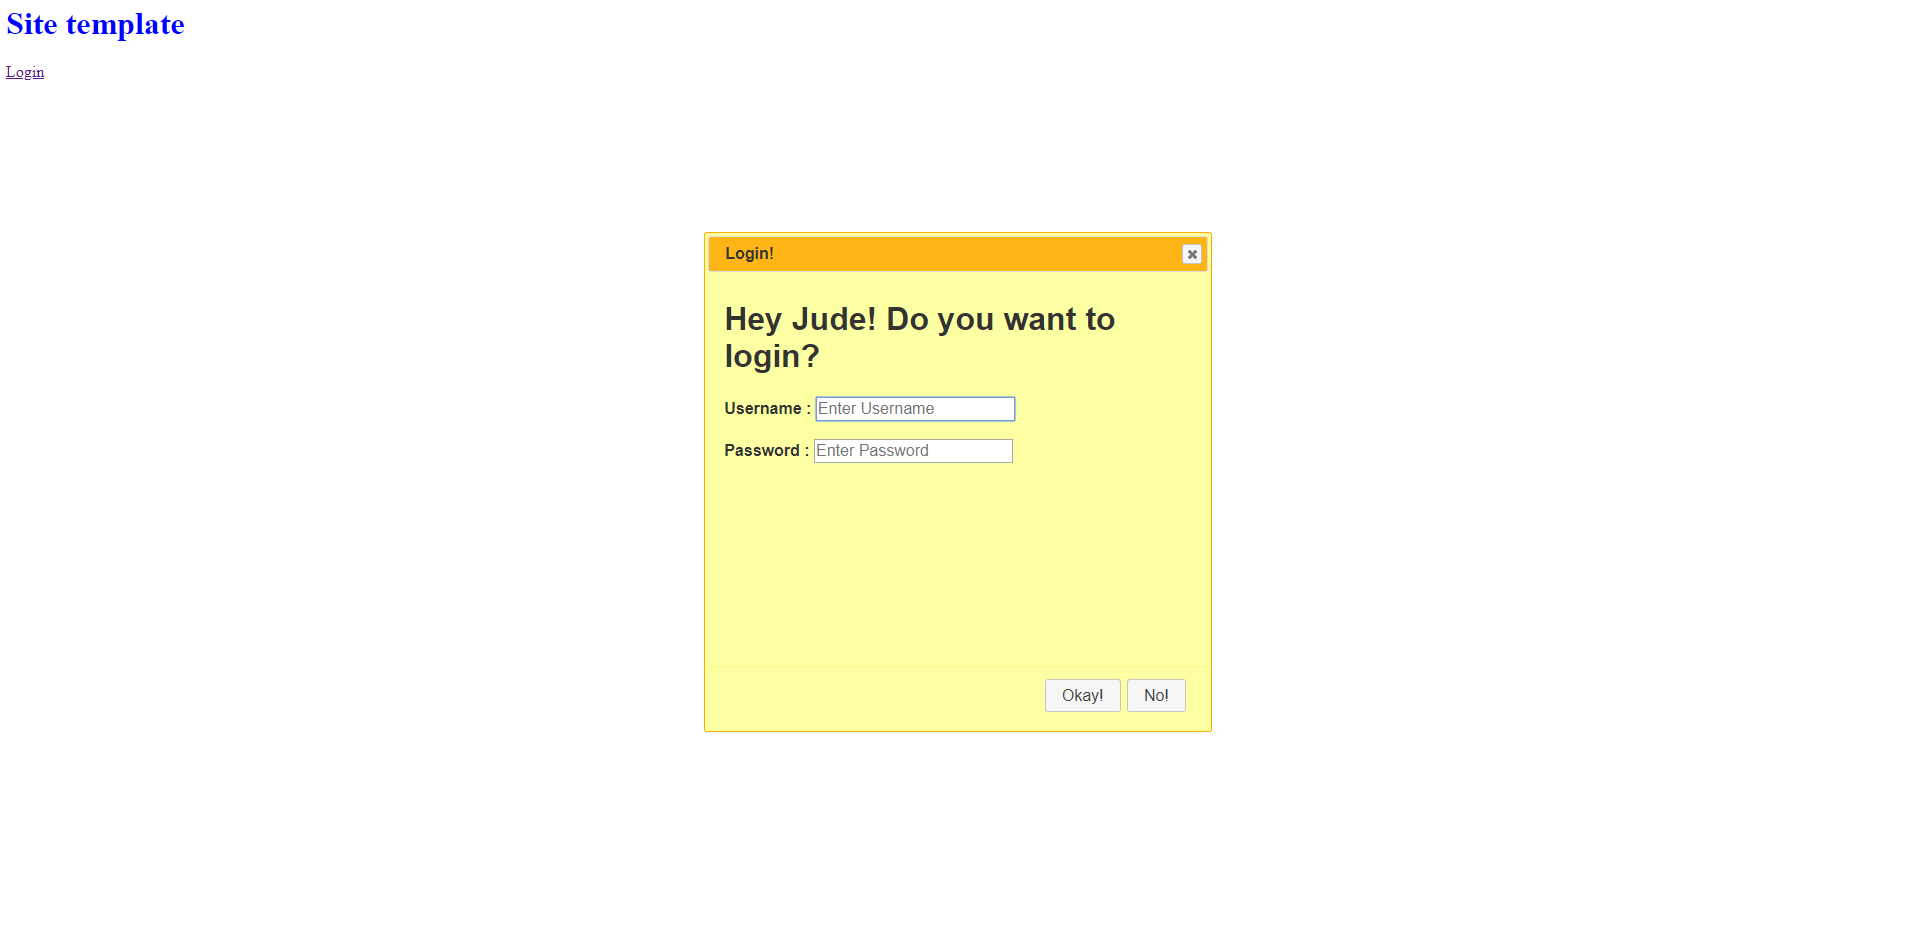 Site template
Login
Login!
Hey Jude! Do you want to
login?
Username : Enter Username
Password : Enter Password
Okay! No!